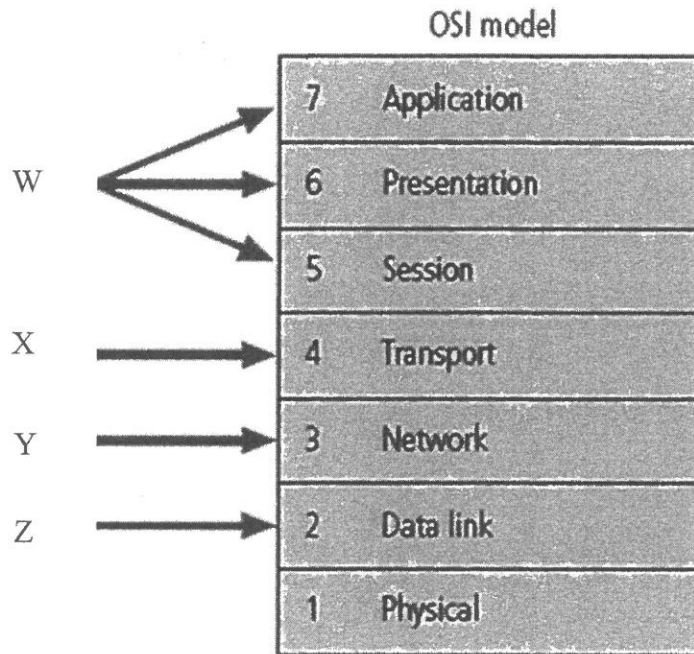 OSI model
7 Application
W
6 Presentation
5 Session
X
4 Transport
Y
3 Network
Z
2 Data link
1 Physical